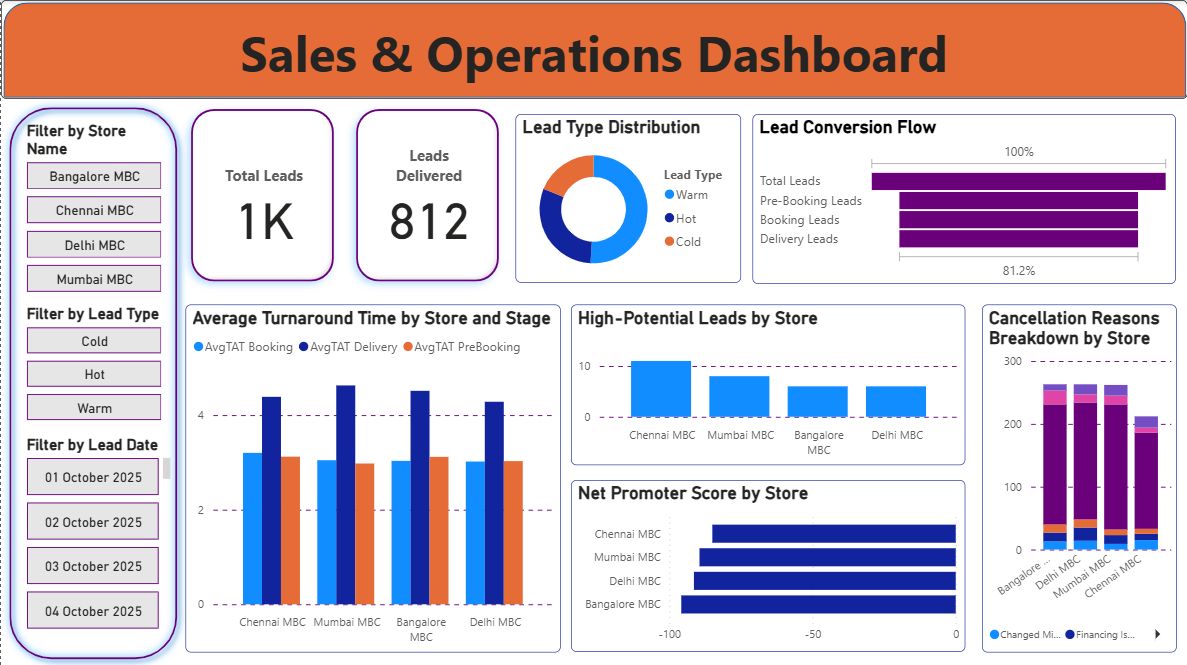 Sales & Operations Dashboard
Filter by Store
Name
Bangalore MBC
Chennai MBC
Delhi MBC
Mumbai MBC
Filter by Lead Type
Cold
Hot
Warm
Filter by Lead Date
01 October 2025
02 October 2025
03 October 2025
04 October 2025
Total Leads
1K
Leads
Delivered
812
Lead Type Distribution
Lead Type
Warm
Hot
Cold
Lead Conversion Flow
100%
Total Leads
Pre-Booking Leads
Booking Leads
Delivery Leads
81.2%
Average Turnaround Time by Store and Stage
AvgTAT Booking AvgTAT Delivery AvgTAT PreBooking
4
2
0
Chennai MBC Mumbai MBC Bangalore MBC Delhi MBC
High-Potential Leads by Store
10
0
Chennai MBC Mumbai MBC Bangalore MBC Delhi MBC
Net Promoter Score by Store
Chennai MBC
Mumbai MBC
Delhi MBC
Bangalore MBC
-100 -50 0
Cancellation Reasons
Breakdown by Store
300
200
100
0
Bangalore ... Delhi MBC Mumbai MBC Chennai MBC
Changed Mi... Financing Is...